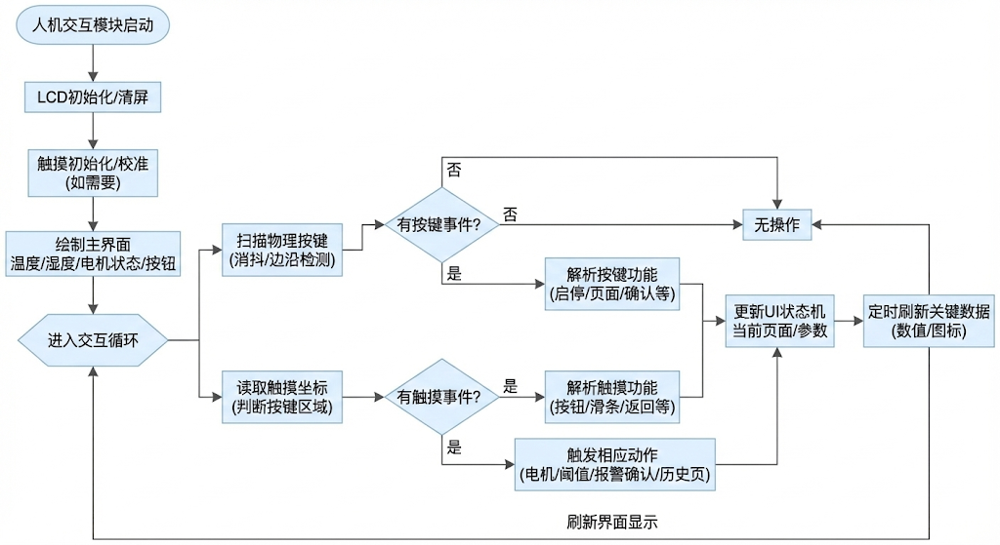 人机交互模块启动
LCD初始化/清屏
触摸初始化/校准
(如需要)
绘制主界面
温度/湿度/电机状态/按钮
进入交互循环
扫描物理按键
(消抖/边沿检测)
有按键事件?
否
否
是
无操作
解析按键功能
(启停/页面/确认等)
更新UI状态机
当前页面/参数
定时刷新关键数据
(数值/图标)
读取触摸坐标
(判断按键区域)
有触摸事件?
是
是
解析触摸功能
(按钮/滑条/返回等)
触发相应动作
(电机/阈值/报警确认/历史页)
刷新界面显示